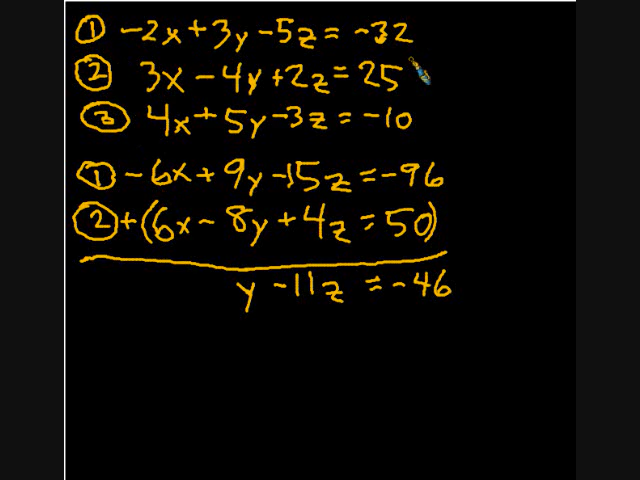 ① -2x+3y-5z=-32
② 3x-4y+2z=25
③ 4x+5y-3z=-10
① -6x+9y-15z=-96
② +(6x-8y+4z=50)
y-11z=-46